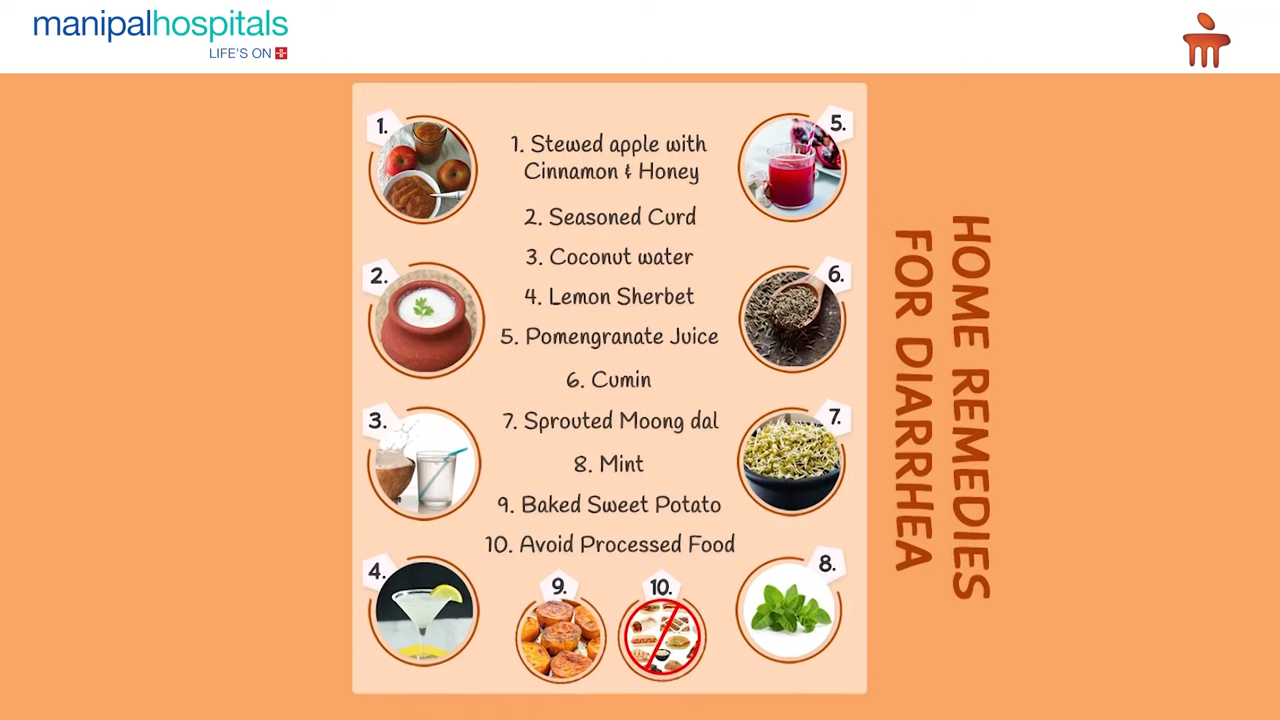 manipalhospitals
LIFE'S ON
1.
5.
1. Stewed apple with
Cinnamon & Honey
2. Seasoned Curd
3. Coconut water
4. Lemon Sherbet
5. Pomengranate Juice
6. Cumin
7. Sprouted Moong dal
8. Mint
9. Baked Sweet Potato
10. Avoid Processed Food
2.
6.
3.
7.
4.
9.
10.
8.
HOME REMEDIES
FOR DIARRHEA